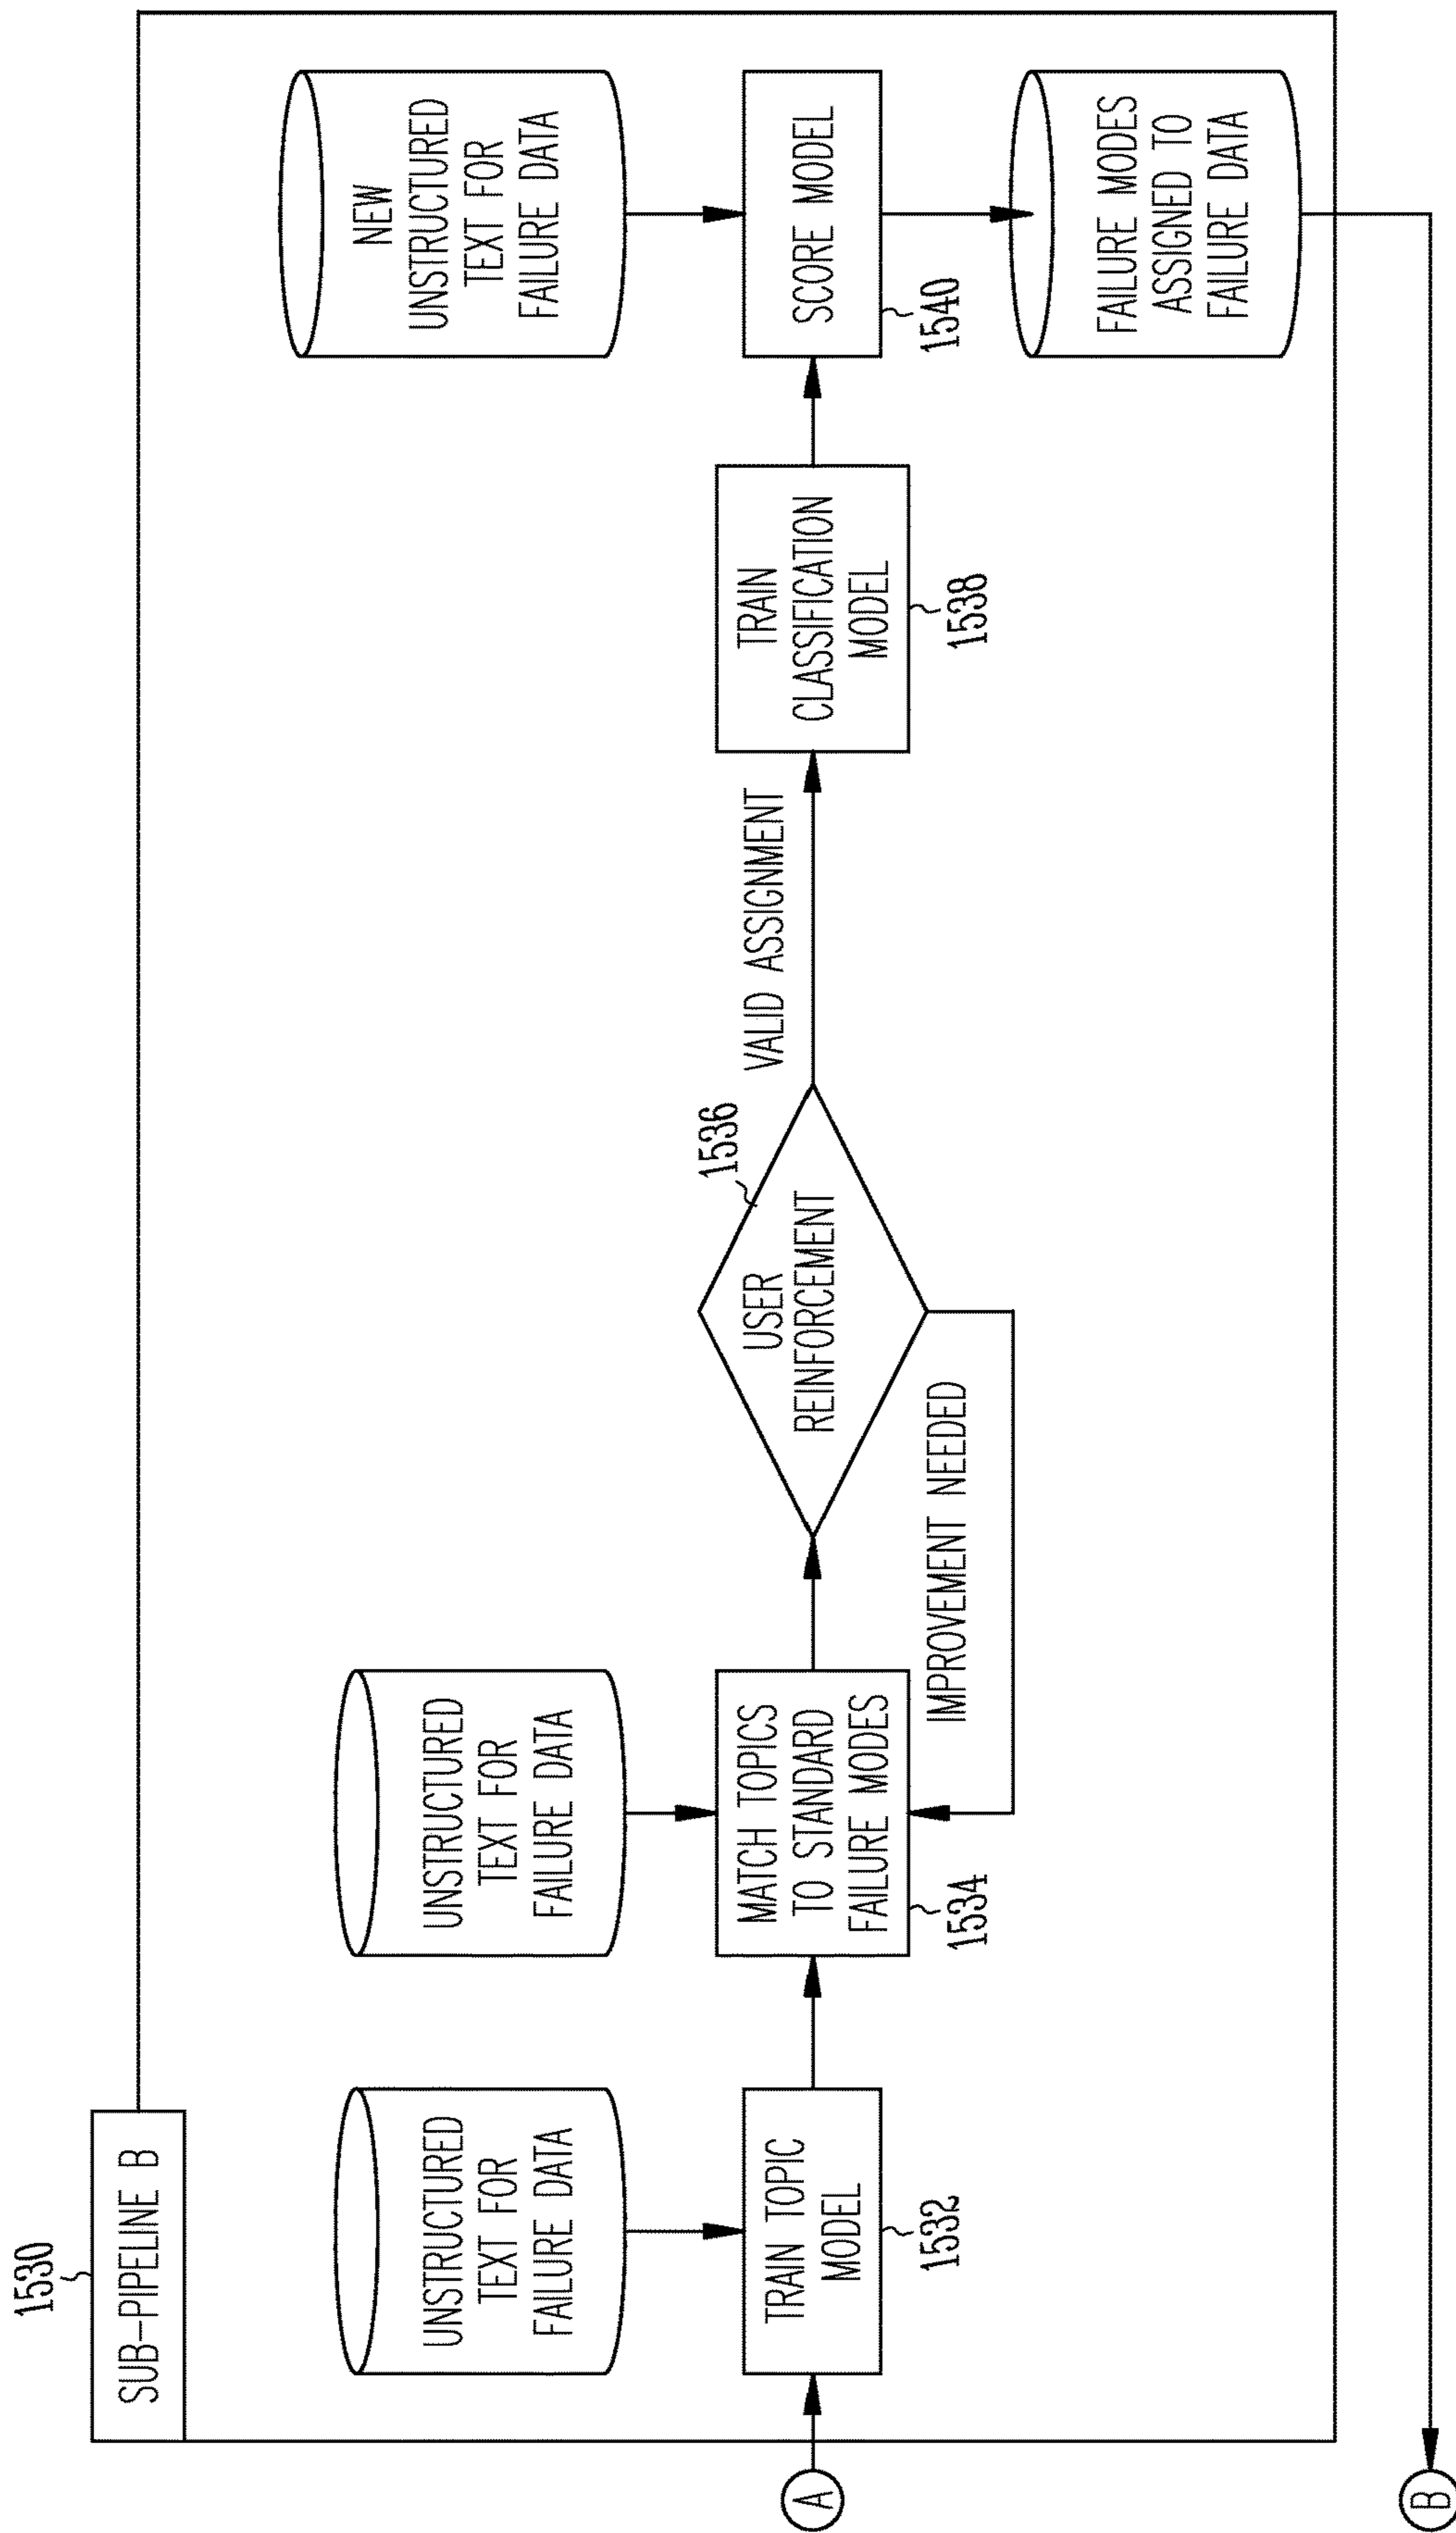 1530
SUB-PIPELINE B
UNSTRUCTURED
TEXT FOR
FAILURE DATA
UNSTRUCTURED
TEXT FOR
FAILURE DATA
NEW
UNSTRUCTURED
TEXT FOR
FAILURE DATA
A
TRAIN TOPIC
MODEL
1532
MATCH TOPICS
TO STANDARD
FAILURE MODES
1534
1536
USER
REINFORCEMENT
IMPROVEMENT NEEDED
VALID ASSIGNMENT
TRAIN
CLASSIFICATION
MODEL
1538
SCORE MODEL
1540
FAILURE MODES
ASSIGNED TO
FAILURE DATA
B